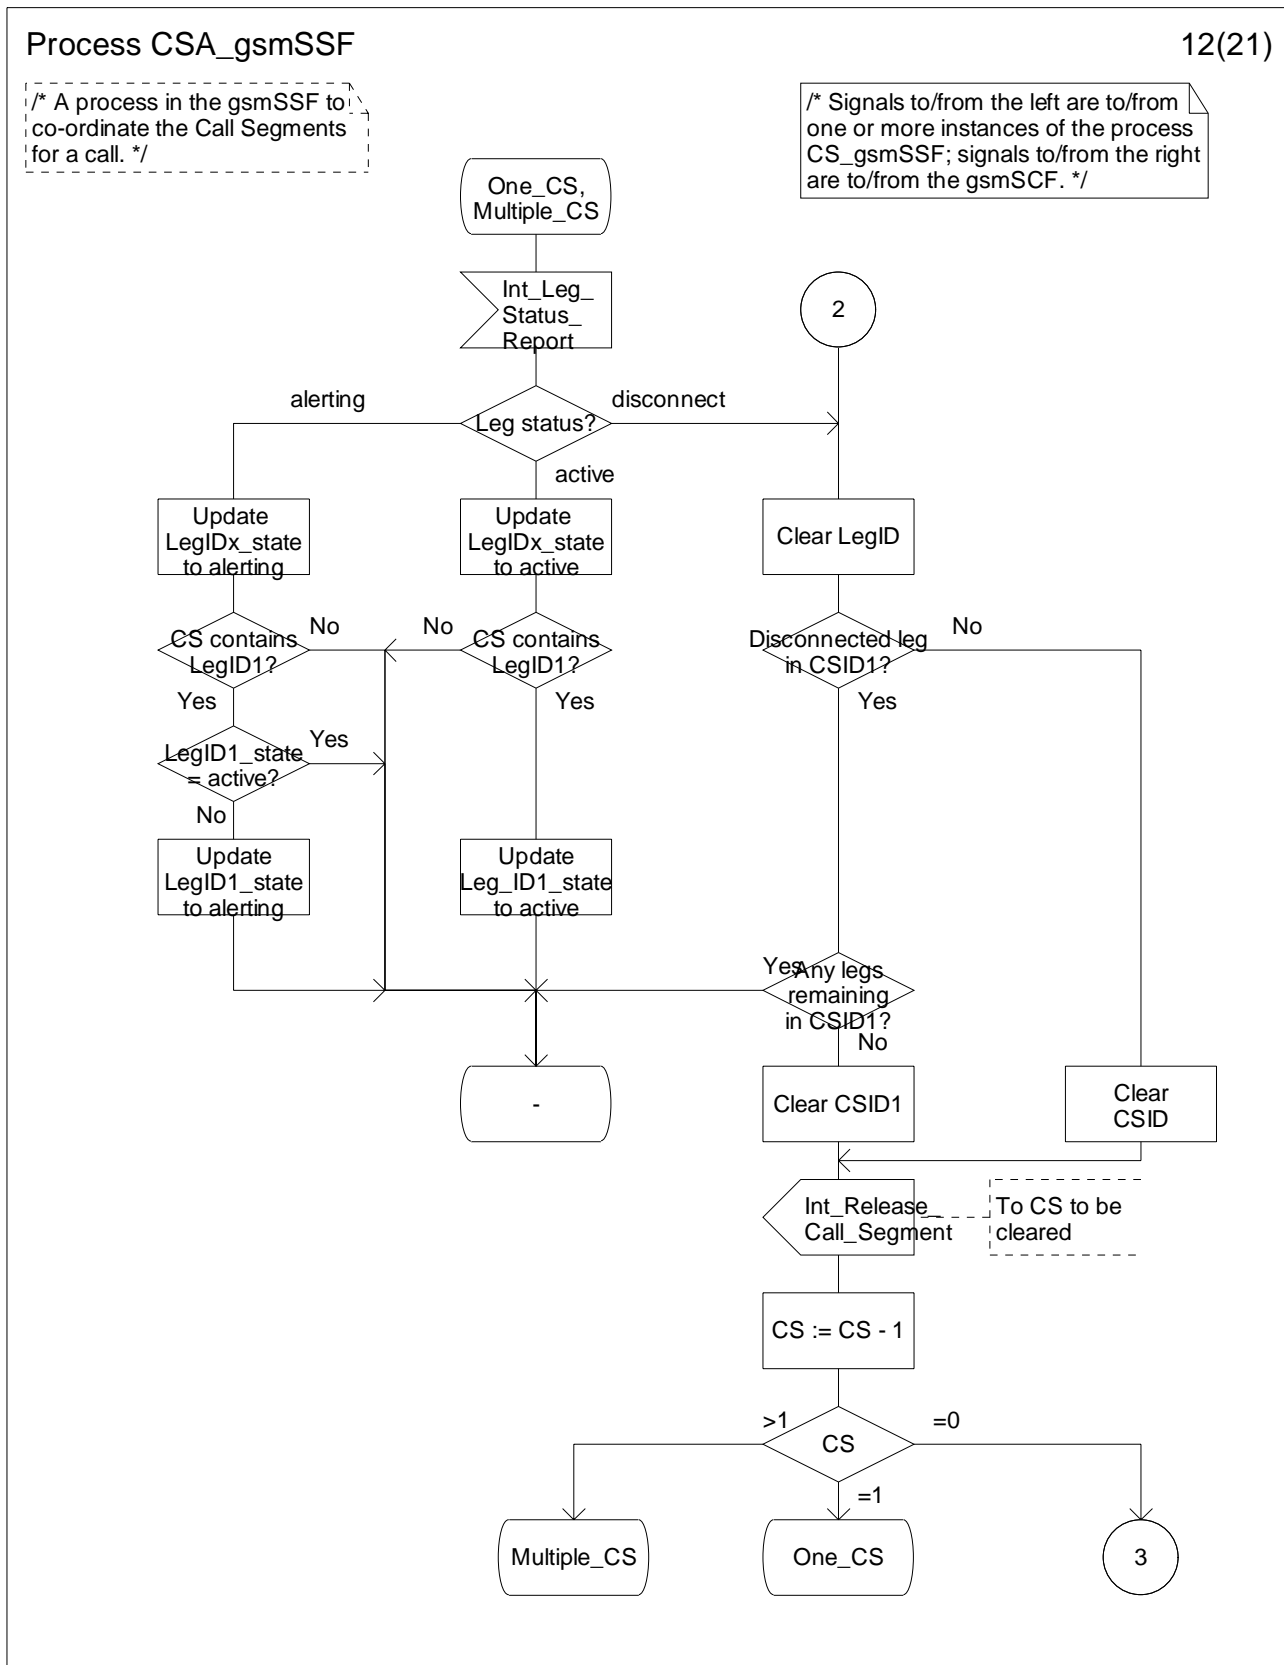 Process CSA_gsmSSF
12(21)
/* A process in the gsmSSF to
co-ordinate the Call Segments
for a call. */
/* Signals to/from the left are to/from
one or more instances of the process
CS_gsmSSF; signals to/from the right
are to/from the gsmSCF. */
One_CS,
Multiple_CS
Int_Leg_
Status_
Report
2
alerting
Leg status?
disconnect
active
Update
LegIDx_state
to alerting
Update
LegIDx_state
to active
Clear LegID
CS contains
LegID1?
No
No
CS contains
LegID1?
Disconnected leg
in CSID1?
No
Yes
Yes
Yes
LegID1_state
= active?
Yes
No
Update
LegID1_state
to alerting
Update
Leg_ID1_state
to active
Yes
Any legs
remaining
in CSID1?
No
-
Clear CSID1
Clear
CSID
Int_Release_
Call_Segment
To CS to be
cleared
CS := CS - 1
>1
CS
=0
=1
Multiple_CS
One_CS
3